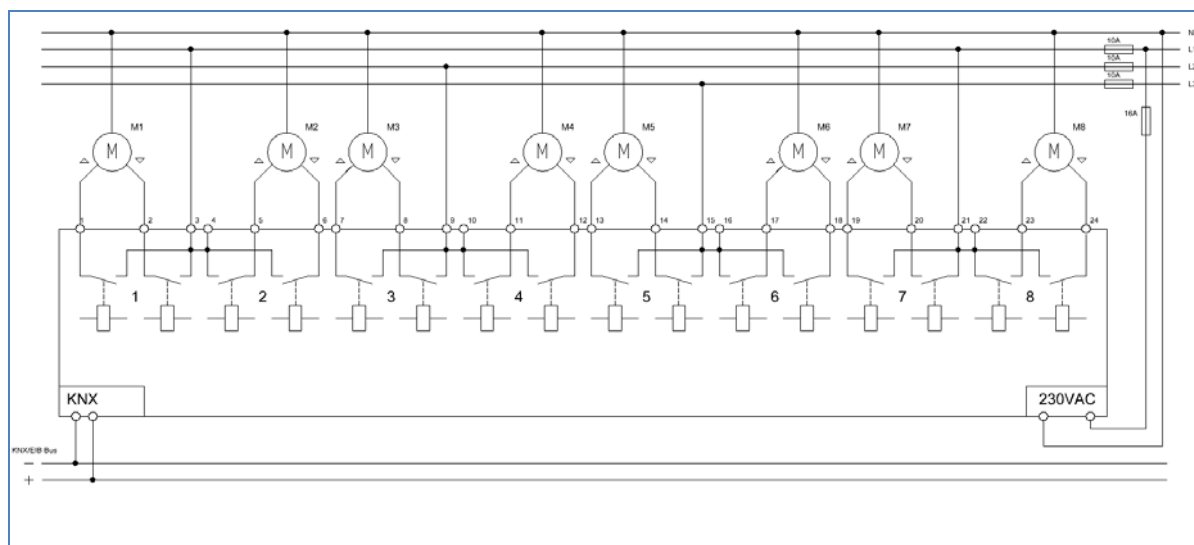 N
10A
L1
10A
L2
10A
L3
16A
M1 M2 M3 M4 M5 M6 M7 M8
M M M M M M M M
1 2 3 4 5 6 7 8 9 10 11 12 13 14 15 16 17 18 19 20 21 22 23 24
1 2 3 4 5 6 7 8
KNX 230VAC
KNX/EIB Bus
−
+